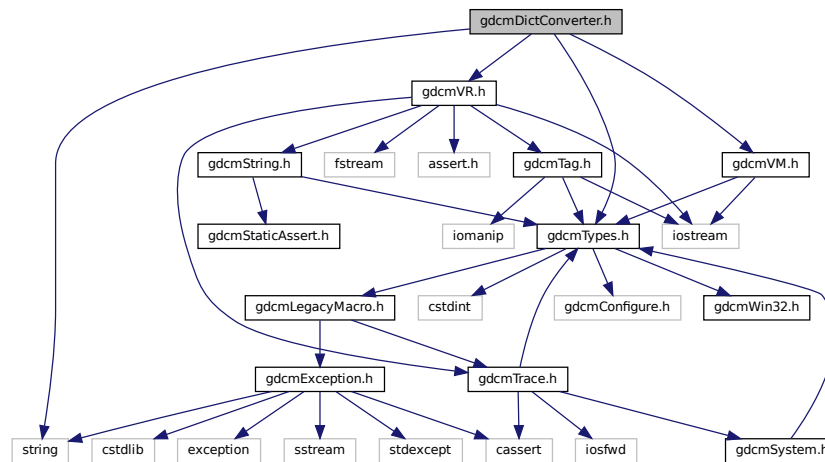 gdcmDictConverter.h
gdcmVR.h
gdcmString.h
fstream
assert.h
gdcmTag.h
gdcmVM.h
gdcmStaticAssert.h
iomanip
gdcmTypes.h
iostream
gdcmLegacyMacro.h
cstdint
gdcmConfigure.h
gdcmWin32.h
gdcmException.h
gdcmTrace.h
string
cstdlib
exception
sstream
stdexcept
cassert
iosfwd
gdcmSystem.h